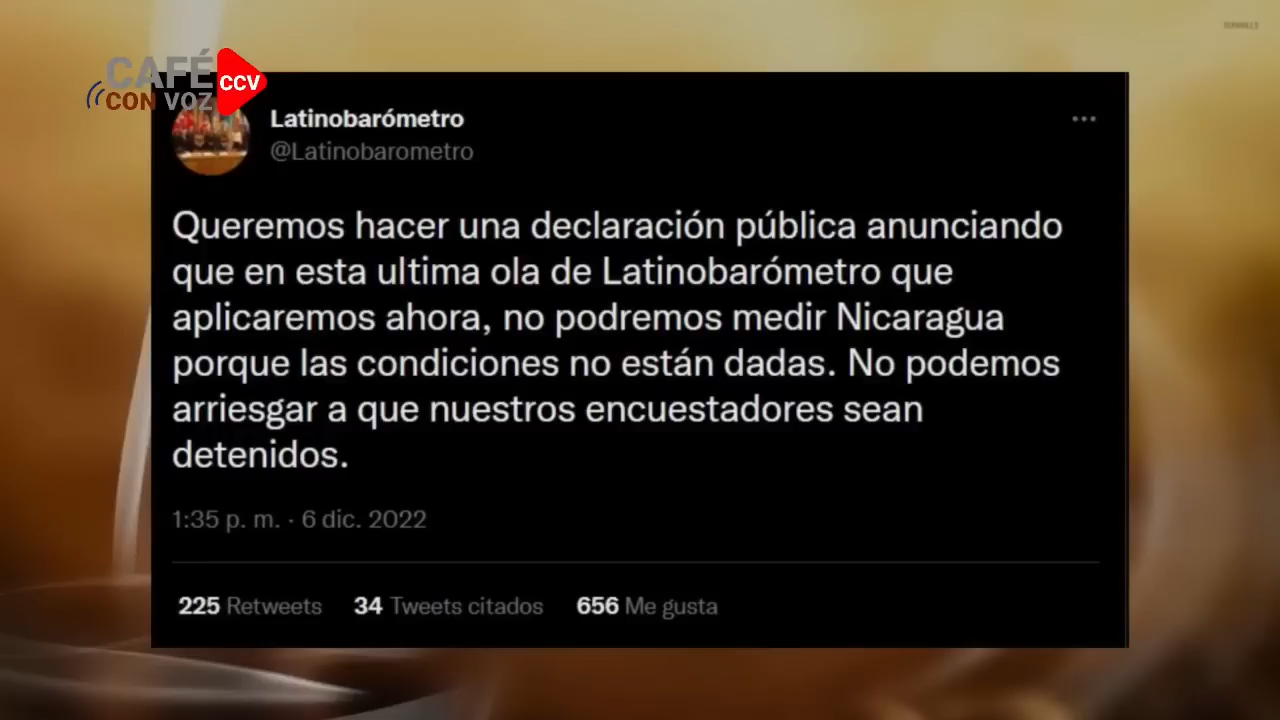 CAFÉ
CON VOZ
CCV
Latinobarómetro
@Latinobarometro
Queremos hacer una declaración pública anunciando
que en esta ultima ola de Latinobarómetro que
aplicaremos ahora, no podremos medir Nicaragua
porque las condiciones no están dadas. No podemos
arriesgar a que nuestros encuestadores sean
detenidos.
1:35 p. m. · 6 dic. 2022
225 Retweets 34 Tweets citados 656 Me gusta